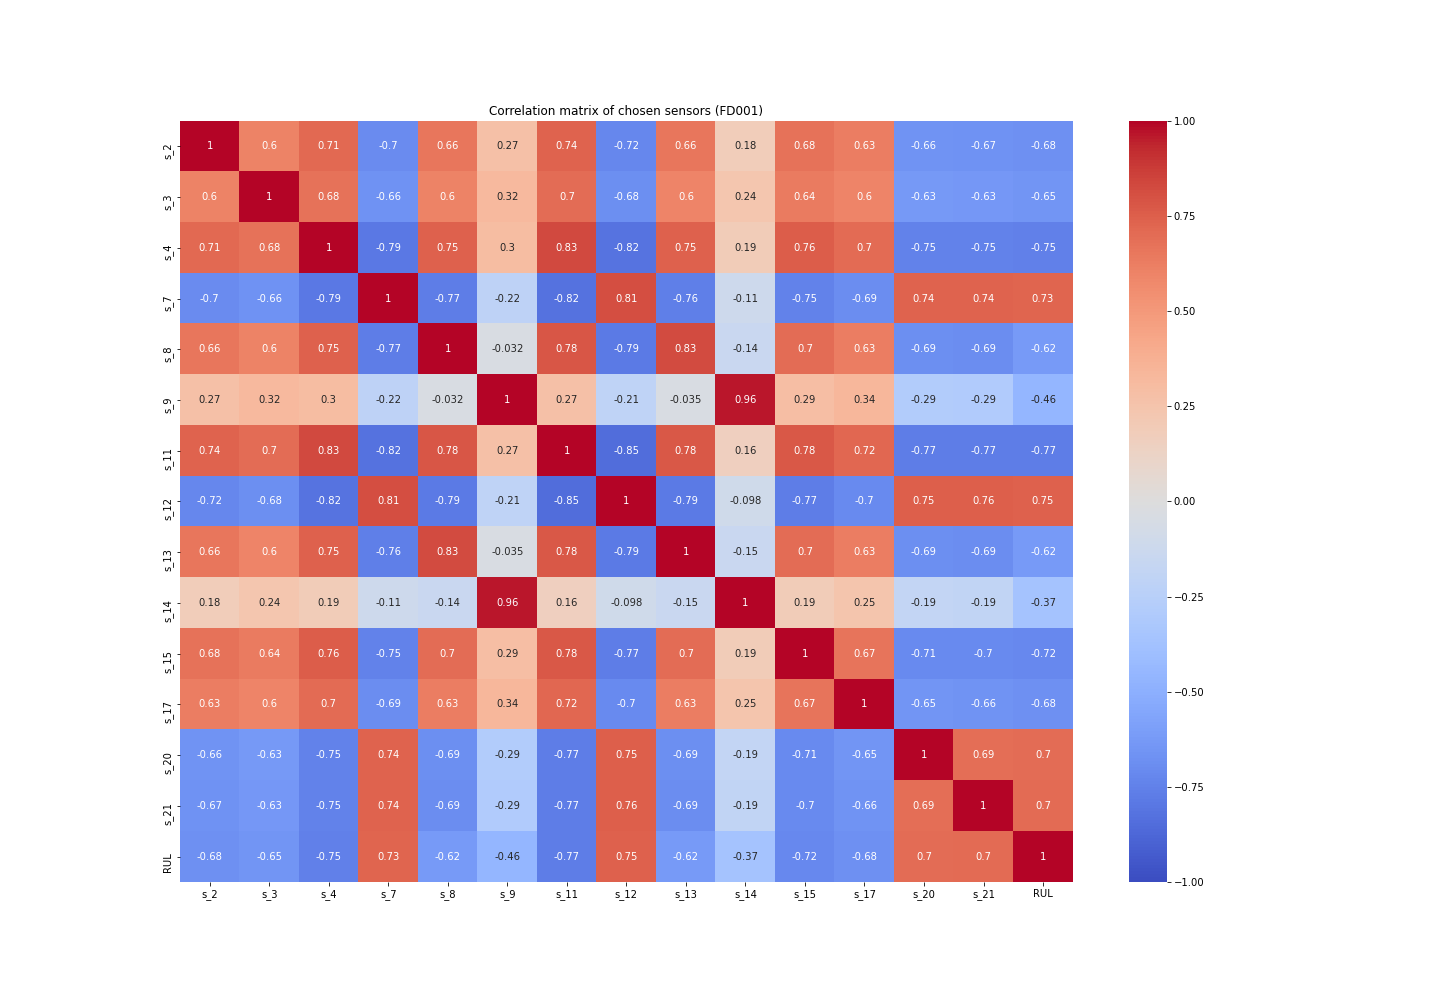 Correlation matrix of chosen sensors (FD001)
s_2 1 0.6 0.71 -0.7 0.66 0.27 0.74 -0.72 0.66 0.18 0.68 0.63 -0.66 -0.67 -0.68
s_3 0.6 1 0.68 -0.66 0.6 0.32 0.7 -0.68 0.6 0.24 0.64 0.6 -0.63 -0.63 -0.65
s_4 0.71 0.68 1 -0.79 0.75 0.3 0.83 -0.82 0.75 0.19 0.76 0.7 -0.75 -0.75 -0.75
s_7 -0.7 -0.66 -0.79 1 -0.77 -0.22 -0.82 0.81 -0.76 -0.11 -0.75 -0.69 0.74 0.74 0.73
s_8 0.66 0.6 0.75 -0.77 1 -0.032 0.78 -0.79 0.83 -0.14 0.7 0.63 -0.69 -0.69 -0.62
s_9 0.27 0.32 0.3 -0.22 -0.032 1 0.27 -0.21 -0.035 0.96 0.29 0.34 -0.29 -0.29 -0.46
s_11 0.74 0.7 0.83 -0.82 0.78 0.27 1 -0.85 0.78 0.16 0.78 0.72 -0.77 -0.77 -0.77
s_12 -0.72 -0.68 -0.82 0.81 -0.79 -0.21 -0.85 1 -0.79 -0.098 -0.77 -0.7 0.75 0.76 0.75
s_13 0.66 0.6 0.75 -0.76 0.83 -0.035 0.78 -0.79 1 -0.15 0.7 0.63 -0.69 -0.69 -0.62
s_14 0.18 0.24 0.19 -0.11 -0.14 0.96 0.16 -0.098 -0.15 1 0.19 0.25 -0.19 -0.19 -0.37
s_15 0.68 0.64 0.76 -0.75 0.7 0.29 0.78 -0.77 0.7 0.19 1 0.67 -0.71 -0.7 -0.72
s_17 0.63 0.6 0.7 -0.69 0.63 0.34 0.72 -0.7 0.63 0.25 0.67 1 -0.65 -0.66 -0.68
s_20 -0.66 -0.63 -0.75 0.74 -0.69 -0.29 -0.77 0.75 -0.69 -0.19 -0.71 -0.65 1 0.69 0.7
s_21 -0.67 -0.63 -0.75 0.74 -0.69 -0.29 -0.77 0.76 -0.69 -0.19 -0.7 -0.66 0.69 1 0.7
RUL -0.68 -0.65 -0.75 0.73 -0.62 -0.46 -0.77 0.75 -0.62 -0.37 -0.72 -0.68 0.7 0.7 1
s_2 s_3 s_4 s_7 s_8 s_9 s_11 s_12 s_13 s_14 s_15 s_17 s_20 s_21 RUL
1.00
0.75
0.50
0.25
0.00
−0.25
−0.50
−0.75
−1.00